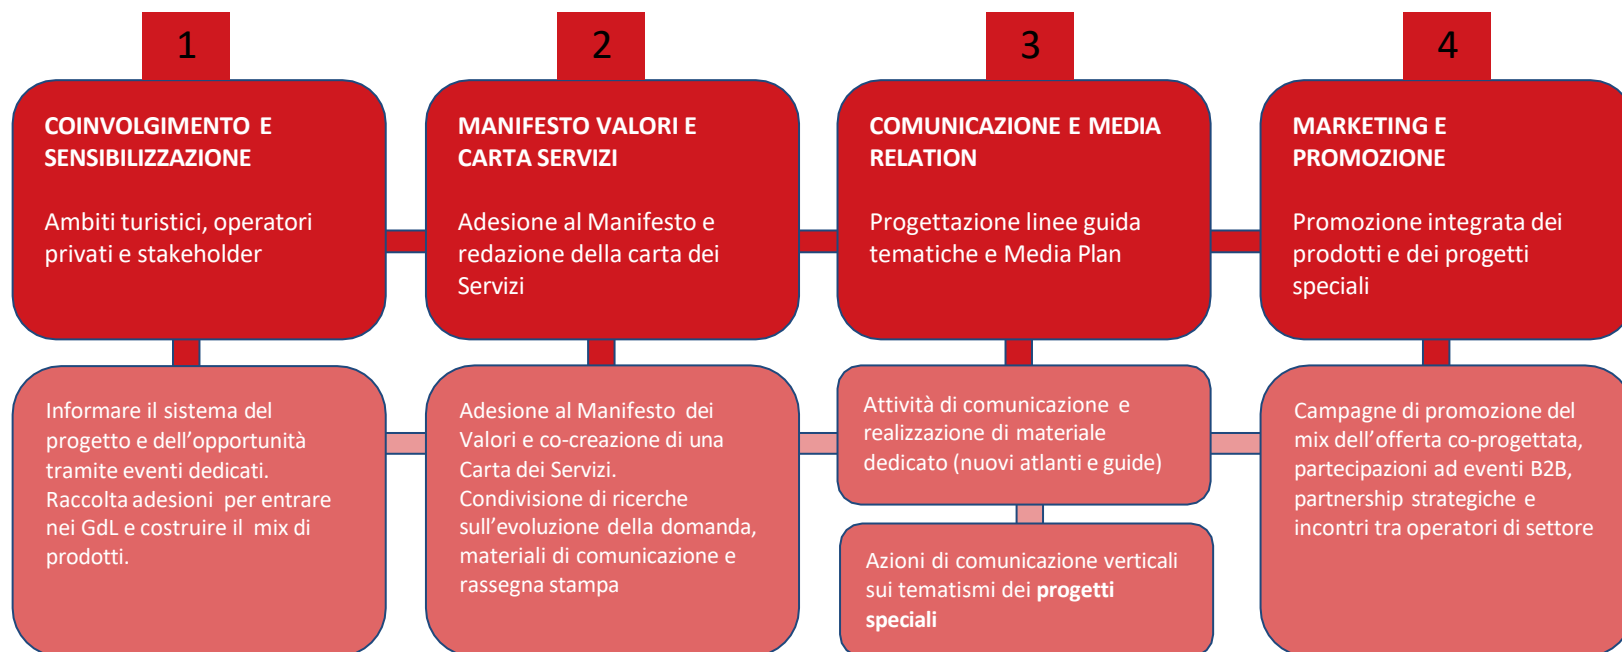 1
COINVOLGIMENTO E
SENSIBILIZZAZIONE
Ambiti turistici, operatori
privati e stakeholder
Informare il sistema del
progetto e dell'opportunità
tramite eventi dedicati.
Raccolta adesioni per entrare
nei GdL e costruire il mix di
prodotti.
2
MANIFESTO VALORI E
CARTA SERVIZI
Adesione al Manifesto e
redazione della carta dei
Servizi
Adesione al Manifesto dei
Valori e co-creazione di una
Carta dei Servizi.
Condivisione di ricerche
sull'evoluzione della domanda,
materiali di comunicazione e
rassegna stampa
3
COMUNICAZIONE E MEDIA
RELATION
Progettazione linee guida
tematiche e Media Plan
Attività di comunicazione e
realizzazione di materiale
dedicato (nuovi atlanti e guide)
Azioni di comunicazione verticali
sui tematismi dei progetti
speciali
4
MARKETING E
PROMOZIONE
Promozione integrata dei
prodotti e dei progetti
speciali
Campagne di promozione del
mix dell'offerta co-progettata,
partecipazioni ad eventi B2B,
partnership strategiche e
incontri tra operatori di settore